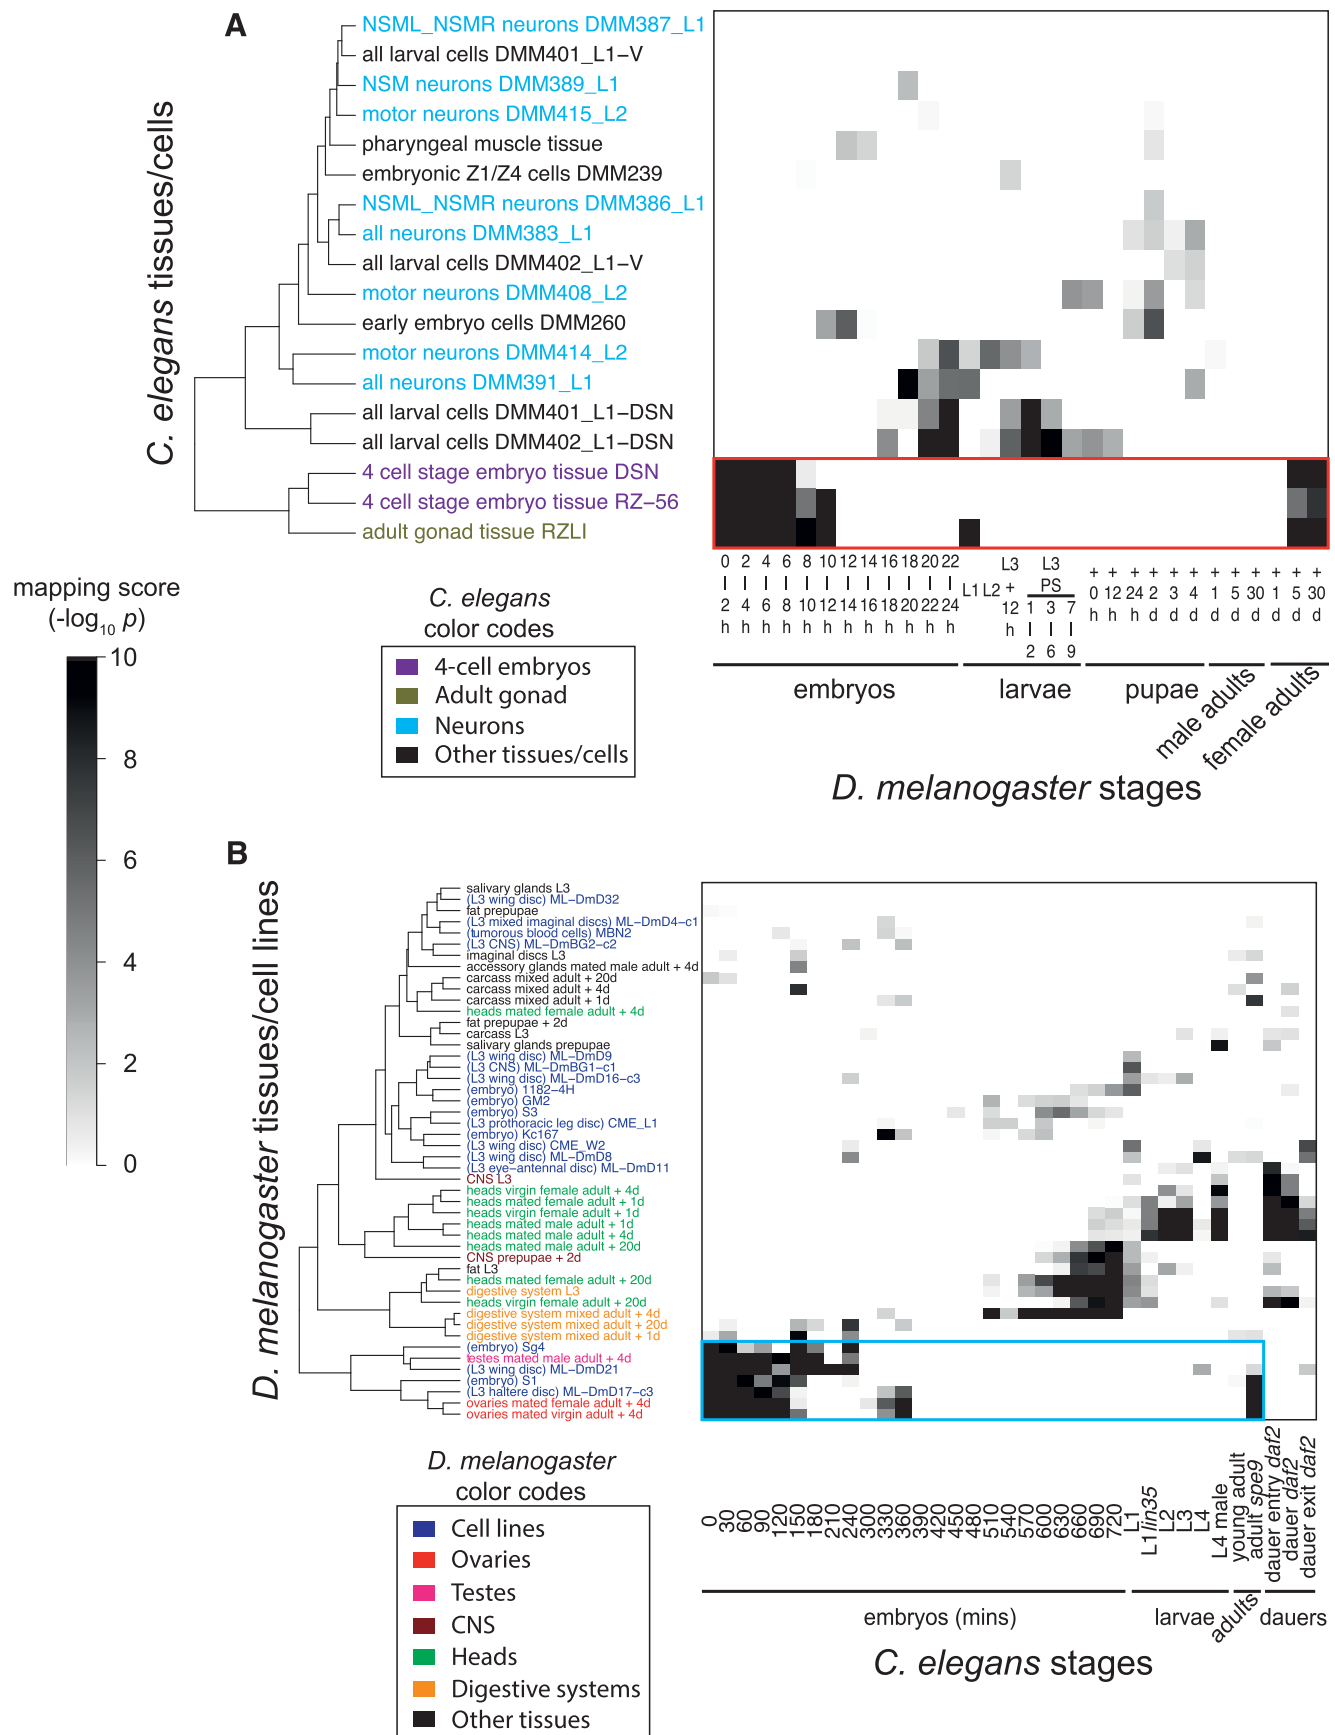 A
C. elegans tissues/cells
NSML_NSMR neurons DMM387_L1
all larval cells DMM401_L1−V
NSM neurons DMM389_L1
motor neurons DMM415_L2
pharyngeal muscle tissue
embryonic Z1/Z4 cells DMM239
NSML_NSMR neurons DMM386_L1
all neurons DMM383_L1
all larval cells DMM402_L1−V
motor neurons DMM408_L2
early embryo cells DMM260
motor neurons DMM414_L2
all neurons DMM391_L1
all larval cells DMM401_L1−DSN
all larval cells DMM402_L1−DSN
4 cell stage embryo tissue DSN
4 cell stage embryo tissue RZ−56
adult gonad tissue RZLI
0 2 4 6 8 10 12 14 16 18 20 22 L3 L3 + + + + + + + + + + + +
L1 L2 + PS 0 12 24 2 3 4 1 5 30 1 5 30
2 4 6 8 10 12 14 16 18 20 22 24 12 1 3 7 h h h d d d d d d d d d
h h h h h h h h h h h h h
2 6 9
embryos larvae pupae male adults female adults
D. melanogaster stages
mapping score
(-log10 p)
10
8
6
4
2
0
C. elegans
color codes
4-cell embryos
Adult gonad
Neurons
Other tissues/cells
B
D. melanogaster tissues/cell lines
salivary glands L3
(L3 wing disc) ML−DmD32
fat prepupae
(L3 mixed imaginal discs) ML−DmD4−c1
(tumorous blood cells) MBN2
(L3 CNS) ML−DmBG2−c2
imaginal discs L3
accessory glands mated male adult + 4d
carcass mixed adult + 20d
carcass mixed adult + 4d
carcass mixed adult + 1d
heads mated female adult + 4d
fat prepupae + 2d
carcass L3
salivary glands prepupae
(L3 wing disc) ML−DmD9
(L3 CNS) ML−DmBG1−c1
(L3 wing disc) ML−DmD16−c3
(embryo) 1182−4H
(embryo) GM2
(embryo) S3
(L3 prothoracic leg disc) CME_L1
(embryo) Kc167
(L3 wing disc) CME_W2
(L3 wing disc) ML−DmD8
(L3 eye−antennal disc) ML−DmD11
CNS L3
heads virgin female adult + 4d
heads mated female adult + 1d
heads virgin female adult + 1d
heads mated male adult + 1d
heads mated male adult + 4d
heads mated male adult + 20d
CNS prepupae + 2d
fat L3
heads mated female adult + 20d
digestive system L3
heads virgin female adult + 20d
digestive system mixed adult + 4d
digestive system mixed adult + 20d
digestive system mixed adult + 1d
(embryo) Sg4
testes mated male adult + 4d
(L3 wing disc) ML−DmD21
(embryo) S1
(L3 haltere disc) ML−DmD17−c3
ovaries mated female adult + 4d
ovaries mated virgin adult + 4d
0 30 60 90 120 150 180 210 240 300 330 360 390 420 450 480 510 540 570 600 630 660 690 720 L1 L1 lin35 L2 L3 L4 L4 male young adult adult spe9 dauer entry daf2 dauer daf2 dauer exit daf2
embryos (mins) larvae adults dauers
C. elegans stages
D. melanogaster
color codes
Cell lines
Ovaries
Testes
CNS
Heads
Digestive systems
Other tissues